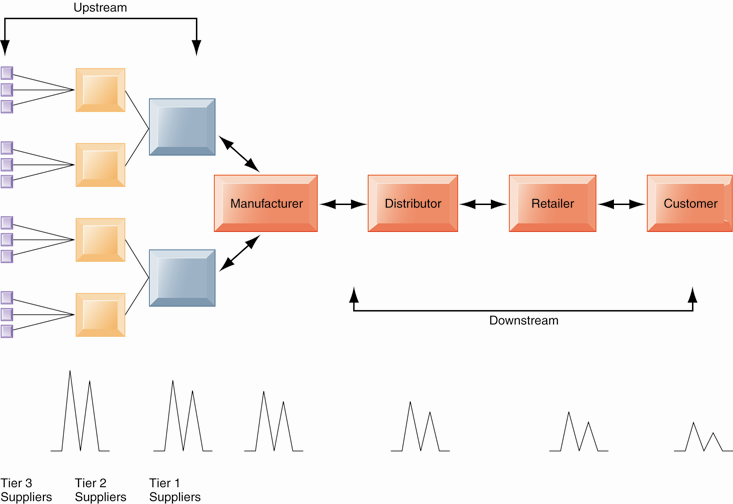 Upstream
Manufacturer
Distributor
Retailer
Customer
Downstream
Tier 3
Suppliers
Tier 2
Suppliers
Tier 1
Suppliers